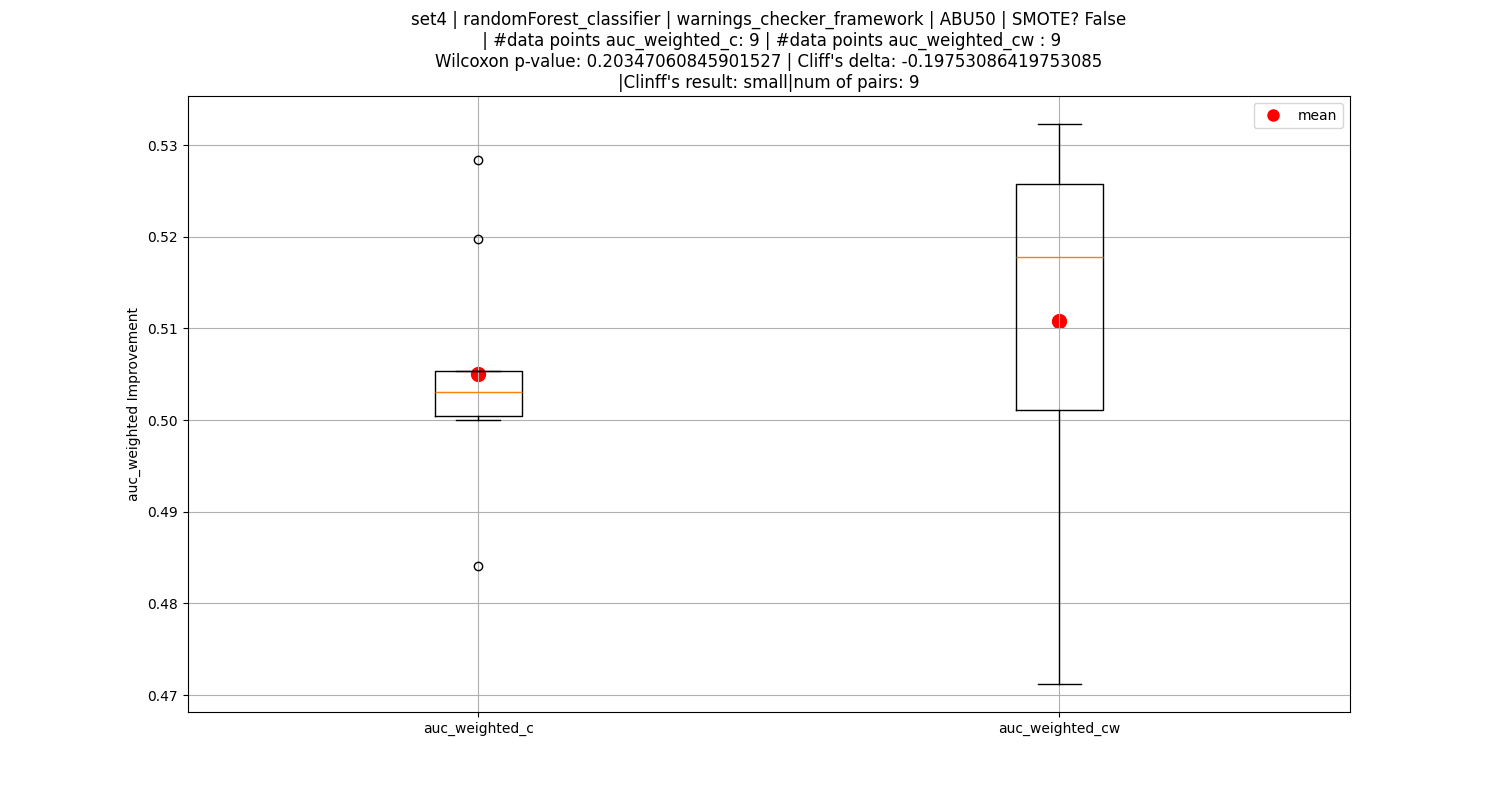 set4 | randomForest_classifier | warnings_checker_framework | ABU50 | SMOTE? False
| #data points auc_weighted_c: 9 | #data points auc_weighted_cw : 9
Wilcoxon p-value: 0.20347060845901527 | Cliff's delta: -0.19753086419753085
|Clinff's result: small|num of pairs: 9
mean
auc_weighted Improvement
0.53
0.52
0.51
0.50
0.49
0.48
0.47
auc_weighted_c
auc_weighted_cw